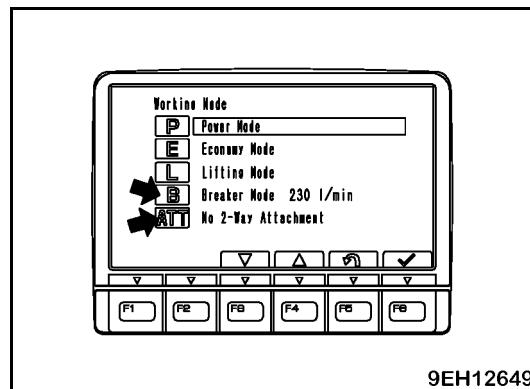 Working Mode
P Power Mode
E Economy Mode
L Lifting Mode
B Breaker Mode 230 l/min
ATT No 2-Way Attachment
F1 F2 F3 F4 F5 F6
9EH12649